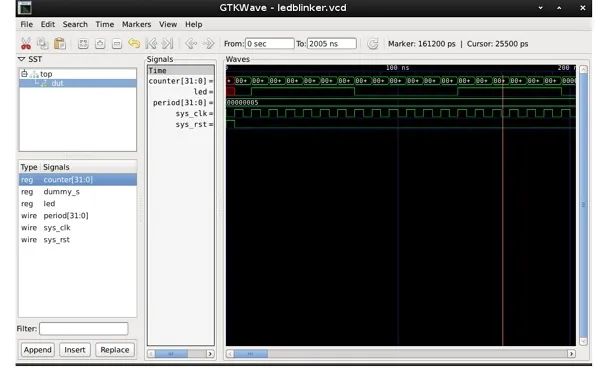 GTKWave - ledblinker.vcd
File Edit Search Time Markers View Help
From: 0 sec To: 2005 ns Marker: 161200 ps | Cursor: 25500 ps
SST
top
dut
Type Signals
reg counter[31:0]
reg dummy_s
reg led
wire period[31:0]
wire sys_clk
wire sys_rst
Filter:
Append Insert Replace
Signals
Time
counter[31:0] =
led =
period[31:0] =
sys_clk =
sys_rst =
Waves
100 ns 200
+ 00+ 00+ 00+ 00+ 00+ 00+ 00+ 00+ 00+ 00+ 00+ 00+ 00+ 00+ 00+ 00+ 00+ 00+ 00+ 000
00000005